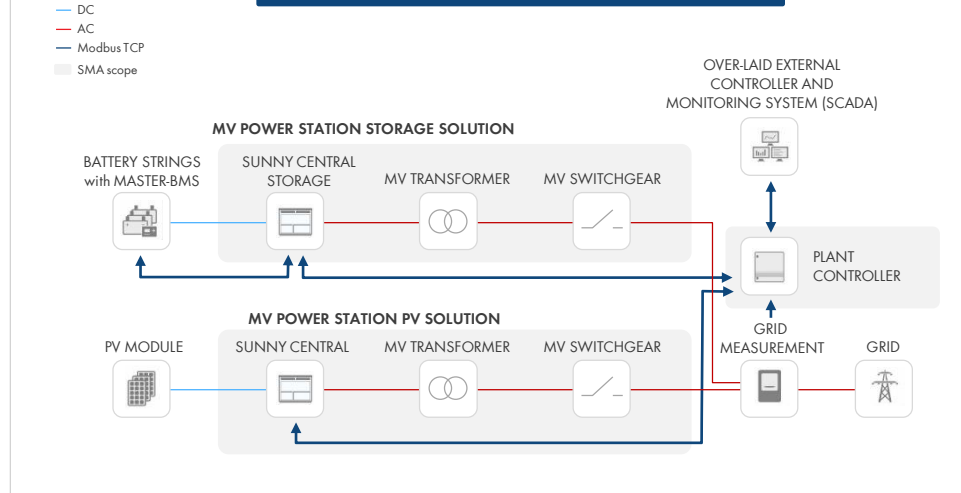 DC
AC
Modbus TCP
SMA scope
OVER-LAID EXTERNAL
CONTROLLER AND
MONITORING SYSTEM (SCADA)
MV POWER STATION STORAGE SOLUTION
BATTERY STRINGS
with MASTER-BMS
SUNNY CENTRAL
STORAGE
MV TRANSFORMER
MV SWITCHGEAR
PLANT
CONTROLLER
MV POWER STATION PV SOLUTION
PV MODULE
SUNNY CENTRAL
MV TRANSFORMER
MV SWITCHGEAR
GRID
MEASUREMENT
GRID